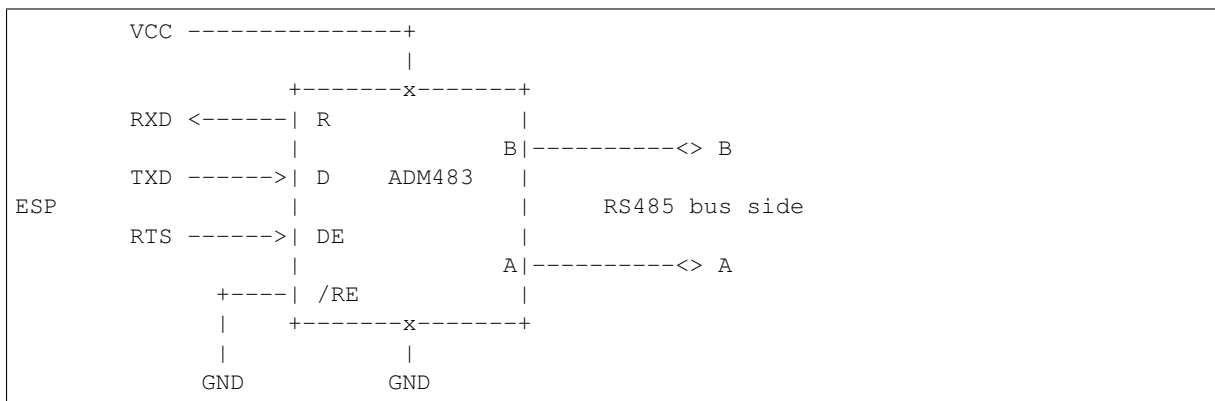 VCC ---------------+
|
+-------x-------+
RXD <------| R |
| B|----------<> B
TXD ------>| D ADM483 |
ESP | | RS485 bus side
RTS ------>| DE |
| A|----------<> A
+----| /RE |
| +-------x-------+
| |
GND GND